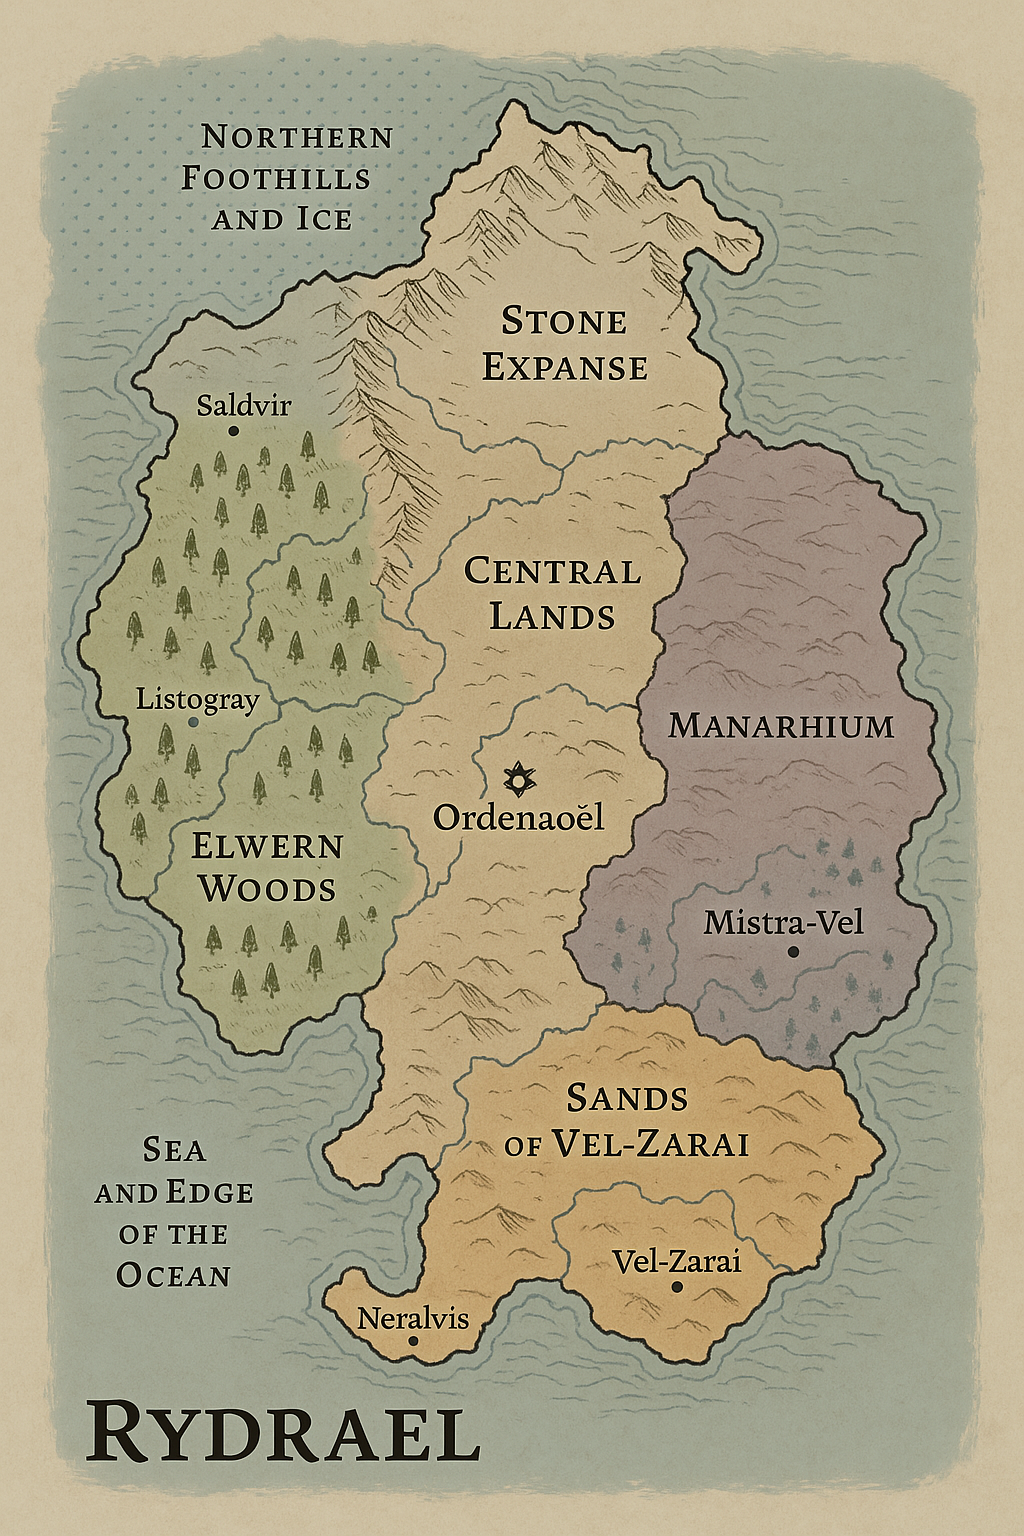 NORTHERN
FOOTHILLS
AND ICE
STONE
EXPANSE
Saldvir
CENTRAL
LANDS
Listogray
MANARHIUM
Ordenaoĕl
ELWERN
WOODS
Mistra-Vel
SANDS
OF VEL-ZARAI
SEA
AND EDGE
OF THE
OCEAN
Vel-Zarai
Neralvis
RYDRAEL